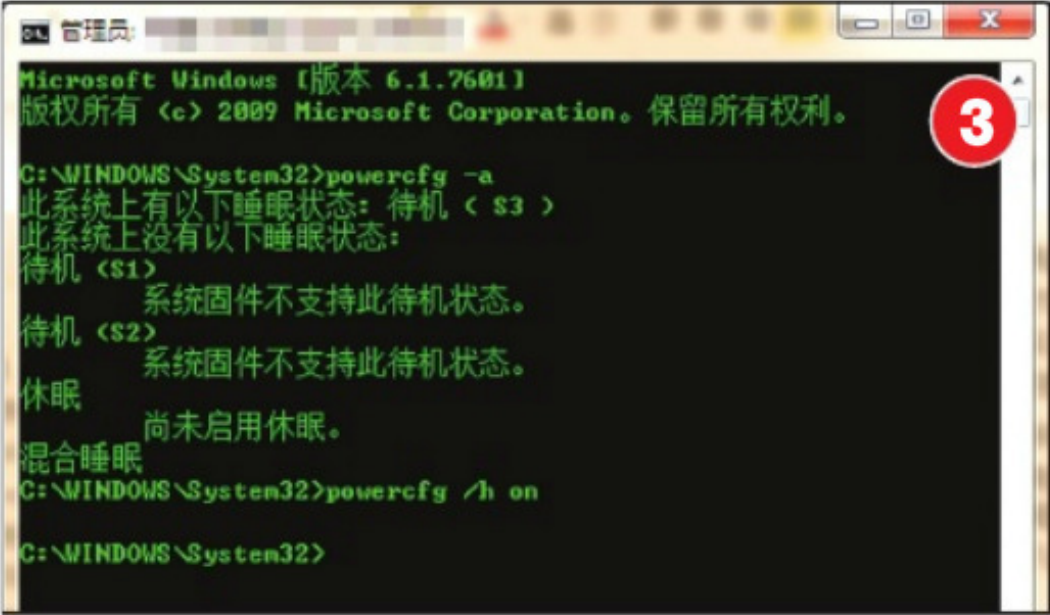 管理员:
Microsoft Windows [版本 6.1.7601]
版权所有 (c) 2009 Microsoft Corporation。保留所有权利。
3
C:\WINDOWS\System32>powercfg -a
此系统上有以下睡眠状态: 待机 ( S3 )
此系统上没有以下睡眠状态:
待机 (S1)
系统固件不支持此待机状态。
待机 (S2)
系统固件不支持此待机状态。
休眠
尚未启用休眠。
混合睡眠
C:\WINDOWS\System32>powercfg /h on
C:\WINDOWS\System32>